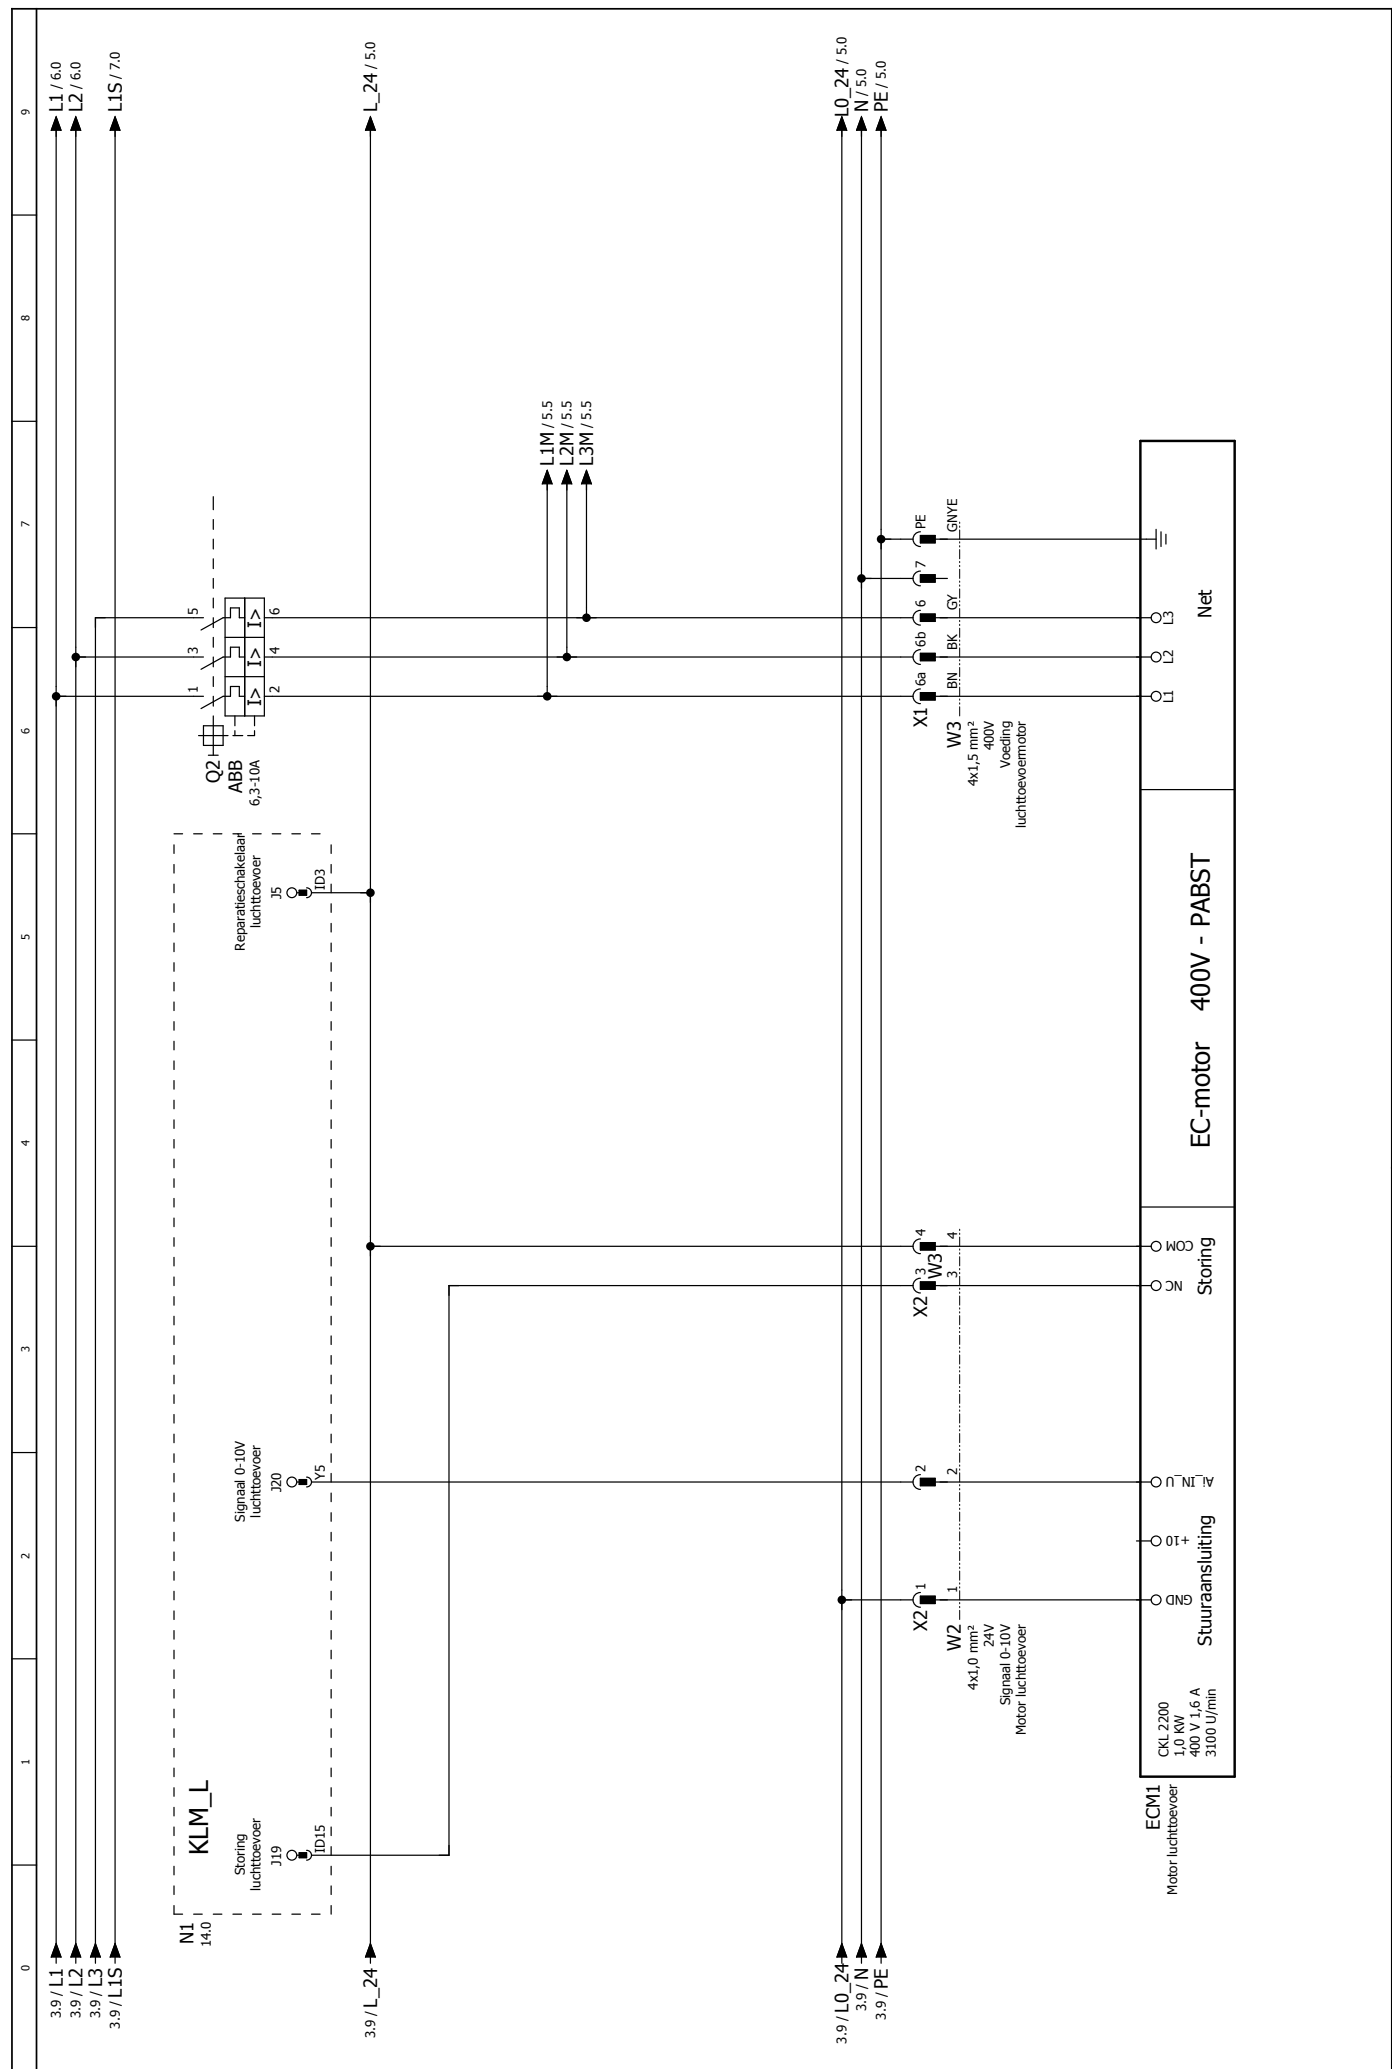 0 1 2 3 4 5 6 7 8 9
3.9 / L1
L1 / 6.0
3.9 / L2
L2 / 6.0
3.9 / L3
3.9 / L1S
L1S / 7.0
N1
14.0
KLM_L
Storing
luchttoevoer
J19
ID15
Signaal 0-10V
luchttoevoer
J20
Y5
Reparatieschakelaar
luchttoevoer
J5
ID3
Q2
ABB
6,3-10A
1 3 5
I> I> I>
2 4 6
3.9 / L_24
L_24 / 5.0
L1M / 5.5
L2M / 5.5
L3M / 5.5
3.9 / L0_24
L0_24 / 5.0
3.9 / N
N / 5.0
3.9 / PE
PE / 5.0
X2 1 2
X2 3 4
W3
X1 6a 6b 6 7 PE
W2 1 2 3 4
4x1,0 mm²
24V
Signaal 0-10V
Motor luchttoevoer
W3 BN BK GY GNYE
4x1,5 mm²
400V
Voeding
luchttoevoermotor
ECM1
Motor luchttoevoer
CKL 2200
1,0 KW
400 V 1,6 A
3100 U/min
GND +10 Ai_IN_U
Stuuraansluiting
NC COM
Storing
EC-motor 400V - PABST
L1 L2 L3
Net